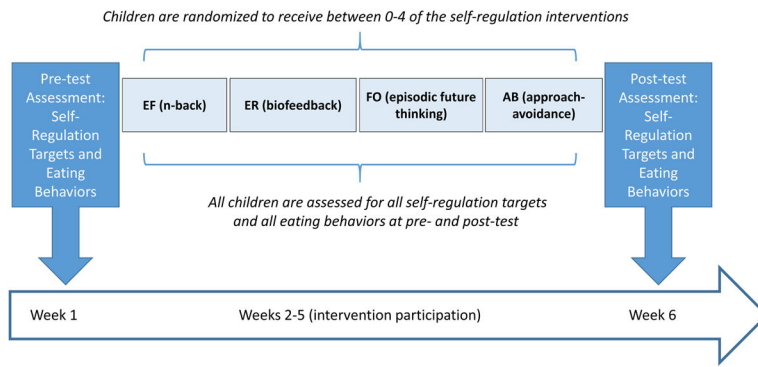 Children are randomized to receive between 0-4 of the self-regulation interventions
Pre-test
Assessment:
Self-
Regulation
Targets and
Eating
Behaviors
EF (n-back)
ER (biofeedback)
FO (episodic future
thinking)
AB (approach-
avoidance)
Post-test
Assessment:
Self-
Regulation
Targets and
Eating
Behaviors
All children are assessed for all self-regulation targets
and all eating behaviors at pre- and post-test
Week 1
Weeks 2-5 (intervention participation)
Week 6